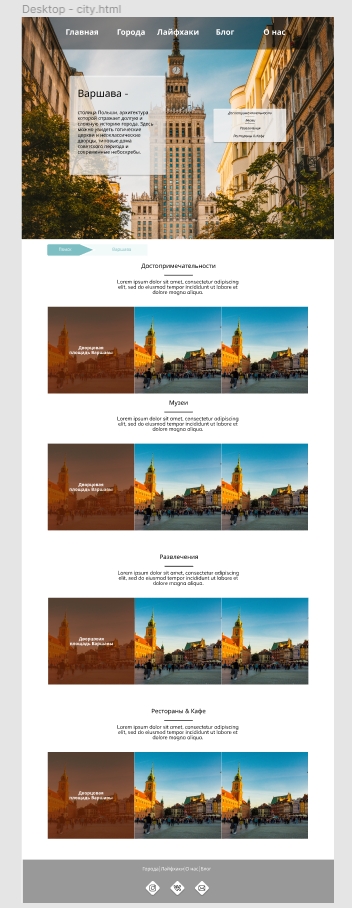 Desktop - city.html
Главная Города Лайфхаки Блог О нас
Варшава -
столица Польши, архитектура
которой отражает долгую и
сложную историю города. Здесь
можно увидеть готические
церкви и неоклассические
дворцы, типовые дома
советского периода и
современные небоскребы.
Достопримечательности
Музеи
Развлечения
Рестораны & Кафе
Поиск Варшава
Достопримечательности
Lorem ipsum dolor sit amet, consectetur adipiscing
elit, sed do eiusmod tempor incididunt ut labore et
dolore magna aliqua.
Дворцовая
площадь Варшавы
Музеи
Lorem ipsum dolor sit amet, consectetur adipiscing
elit, sed do eiusmod tempor incididunt ut labore et
dolore magna aliqua.
Дворцовая
площадь Варшавы
Развлечения
Lorem ipsum dolor sit amet, consectetur adipiscing
elit, sed do eiusmod tempor incididunt ut labore et
dolore magna aliqua.
Дворцовая
площадь Варшавы
Рестораны & Кафе
Lorem ipsum dolor sit amet, consectetur adipiscing
elit, sed do eiusmod tempor incididunt ut labore et
dolore magna aliqua.
Дворцовая
площадь Варшавы
Города|Лайфхаки|О нас|Блог